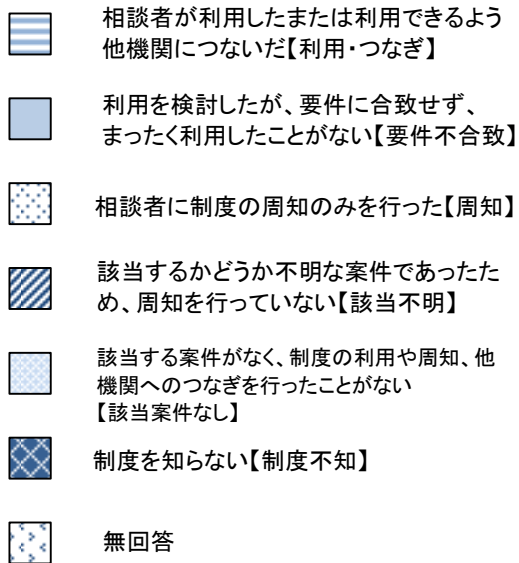 相談者が利用したまたは利用できるよう
他機関につないだ【利用・つなぎ】
利用を検討したが、要件に合致せず、
まったく利用したことがない【要件不合致】
相談者に制度の周知のみを行った【周知】
該当するかどうか不明な案件であったた
め、周知を行っていない【該当不明】
該当する案件がなく、制度の利用や周知、他
機関へのつなぎを行ったことがない
【該当案件なし】
制度を知らない【制度不知】
無回答